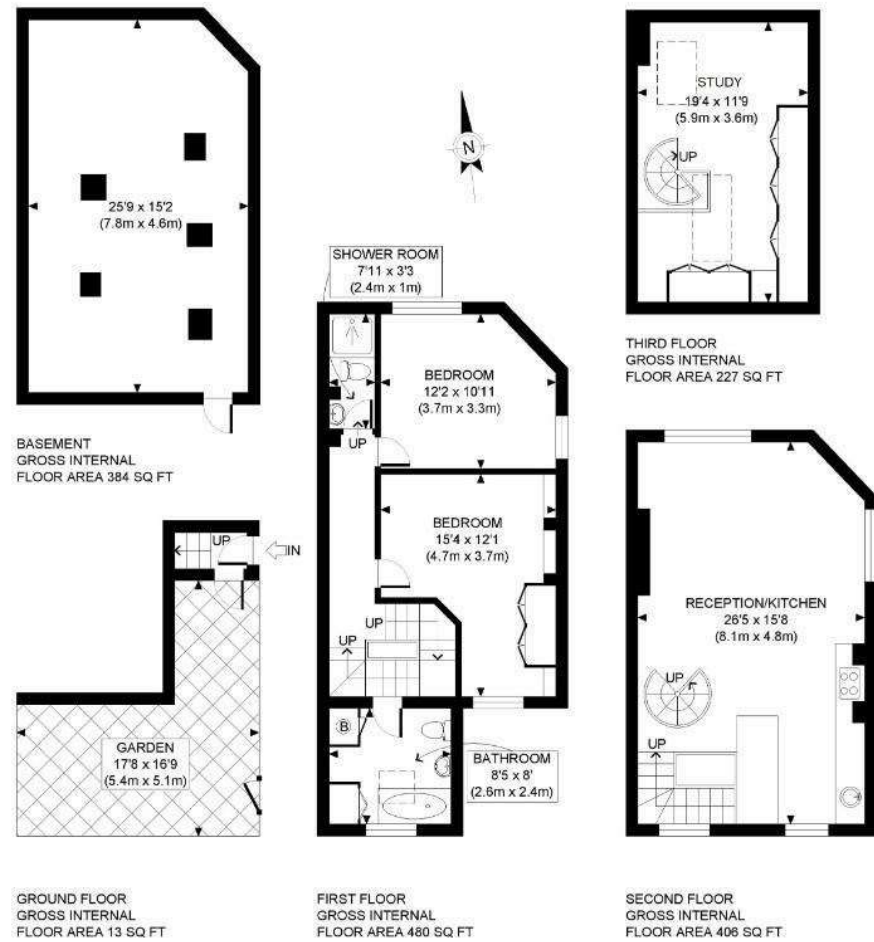 25'9 x 15'2
(7.8m x 4.6m)
BASEMENT
GROSS INTERNAL
FLOOR AREA 384 SQ FT
N
STUDY
19'4 x 11'9
(5.9m x 3.6m)
UP
THIRD FLOOR
GROSS INTERNAL
FLOOR AREA 227 SQ FT
SHOWER ROOM
7'11 x 3'3
(2.4m x 1m)
BEDROOM
12'2 x 10'11
(3.7m x 3.3m)
UP
BEDROOM
15'4 x 12'1
(4.7m x 3.7m)
UP
UP
B
BATHROOM
8'5 x 8'
(2.6m x 2.4m)
UP
IN
GARDEN
17'8 x 16'9
(5.4m x 5.1m)
RECEPTION/KITCHEN
26'5 x 15'8
(8.1m x 4.8m)
UP
UP
GROUND FLOOR
GROSS INTERNAL
FLOOR AREA 13 SQ FT
FIRST FLOOR
GROSS INTERNAL
FLOOR AREA 480 SQ FT
SECOND FLOOR
GROSS INTERNAL
FLOOR AREA 406 SQ FT